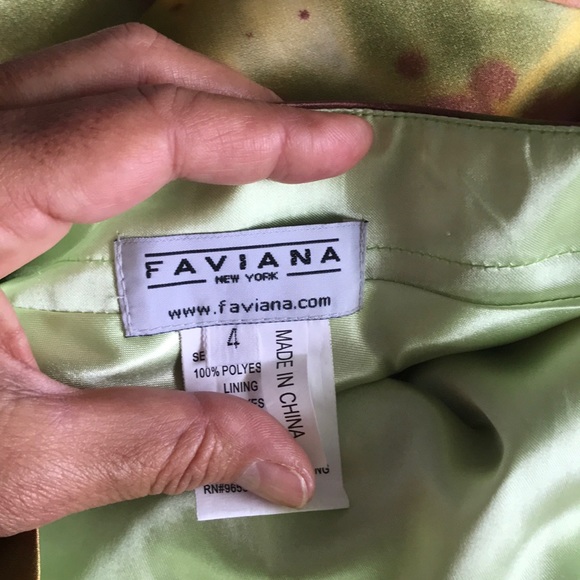 FAVIANA
NEW YORK
www.faviana.com
4
MADE IN CHINA
100% POLYES
LINING